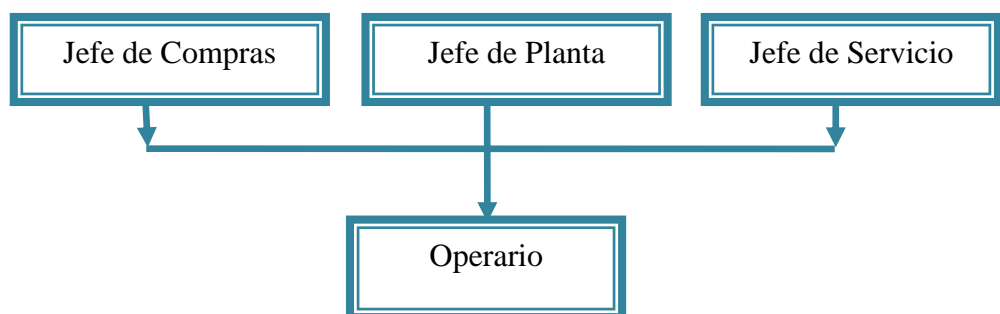 Jefe de Compras
Jefe de Planta
Jefe de Servicio
Operario